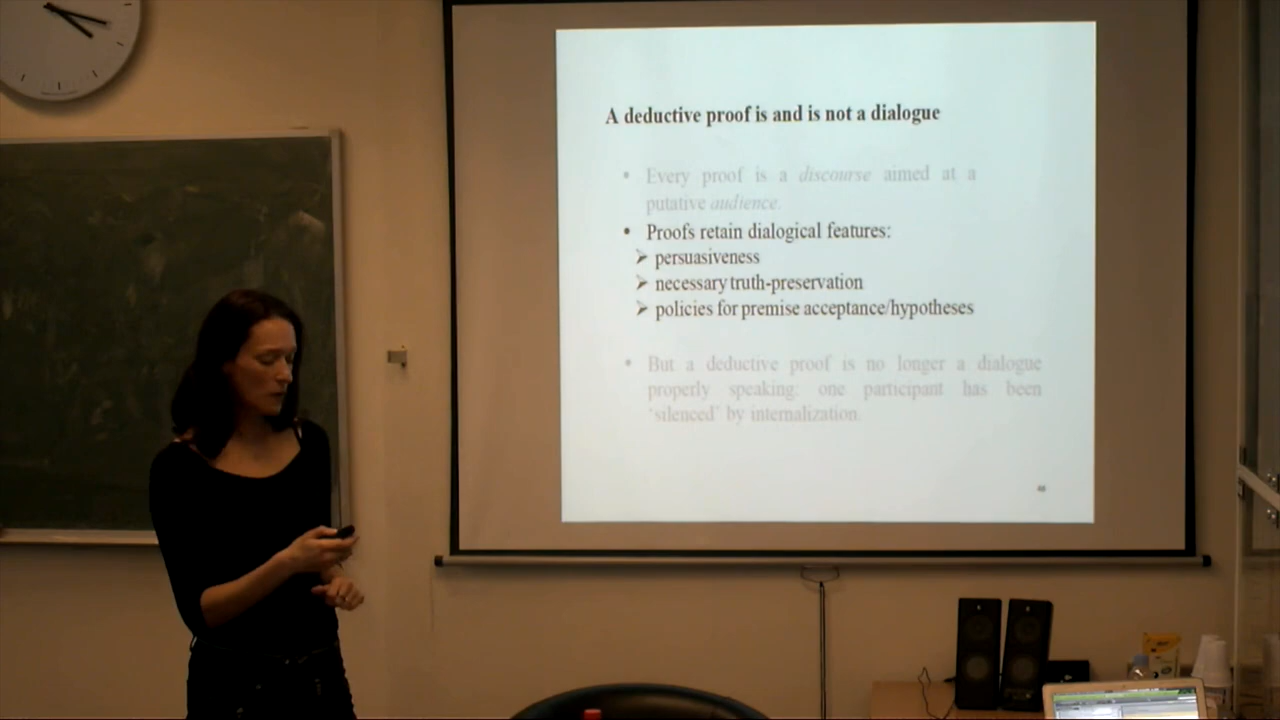 A deductive proof is and is not a dialogue
• Every proof is a discourse aimed at a
putative audience.
• Proofs retain dialogical features:
➢ persuasiveness
➢ necessary truth-preservation
➢ policies for premise acceptance/hypotheses
• But a deductive proof is no longer a dialogue
properly speaking: one participant has been
‘silenced’ by internalization.